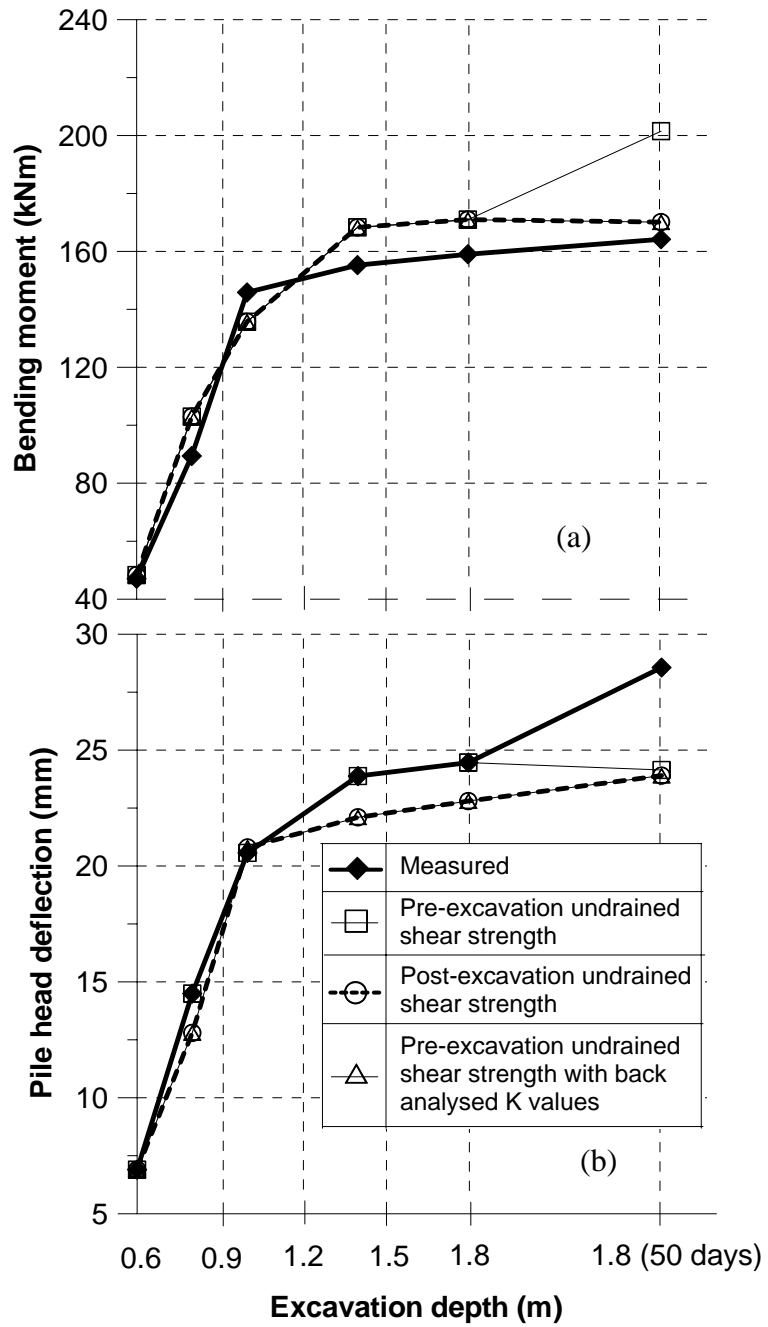 240
200
160
120
80
40
Bending moment (kNm)
(a)
30
25
20
15
10
5
Pile head deflection (mm)
Measured
Pre-excavation undrained
shear strength
Post-excavation undrained
shear strength
Pre-excavation undrained
shear strength with back
analysed K values
(b)
0.6 0.9 1.2 1.5 1.8 1.8 (50 days)
Excavation depth (m)